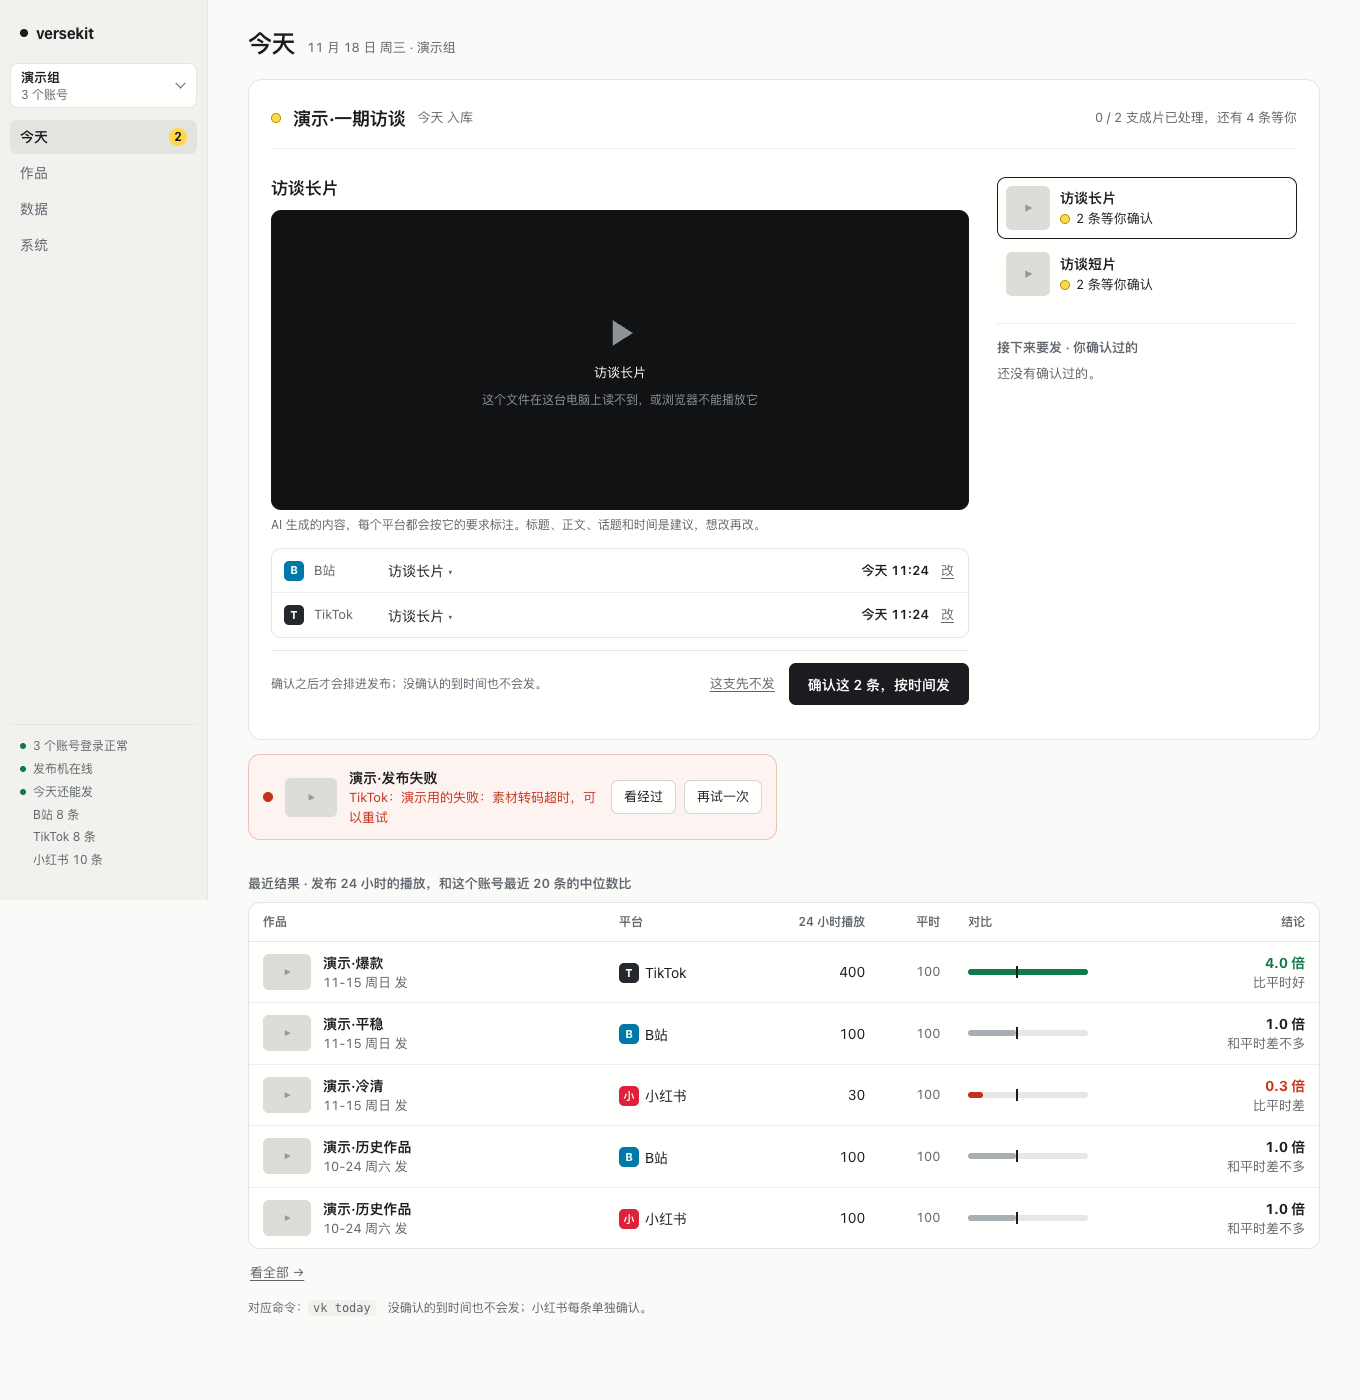 versekit
演示组
3 个账号
今天 2
作品
数据
系统
3 个账号登录正常
发布机在线
今天还能发
B站 8 条
TikTok 8 条
小红书 10 条
今天 11 月 18 日 周三 · 演示组
演示·一期访谈 今天 入库 0 / 2 支成片已处理，还有 4 条等你
访谈长片
访谈长片
这个文件在这台电脑上读不到，或浏览器不能播放它
AI 生成的内容，每个平台都会按它的要求标注。标题、正文、话题和时间是建议，想改再改。
B B站 访谈长片 今天 11:24 改
T TikTok 访谈长片 今天 11:24 改
确认之后才会排进发布；没确认的到时间也不会发。 这支先不发 确认这 2 条，按时间发
访谈长片
2 条等你确认
访谈短片
2 条等你确认
接下来要发 · 你确认过的
还没有确认过的。
演示·发布失败
TikTok：演示用的失败：素材转码超时，可
以重试
看经过 再试一次
最近结果 · 发布 24 小时的播放，和这个账号最近 20 条的中位数比
作品 平台 24 小时播放 平时 对比 结论
演示·爆款 T TikTok 400 100 4.0 倍
11-15 周日 发 比平时好
演示·平稳 B B站 100 100 1.0 倍
11-15 周日 发 和平时差不多
演示·冷清 小 小红书 30 100 0.3 倍
11-15 周日 发 比平时差
演示·历史作品 B B站 100 100 1.0 倍
10-24 周六 发 和平时差不多
演示·历史作品 小 小红书 100 100 1.0 倍
10-24 周六 发 和平时差不多
看全部 →
对应命令： vk today 没确认的到时间也不会发；小红书每条单独确认。